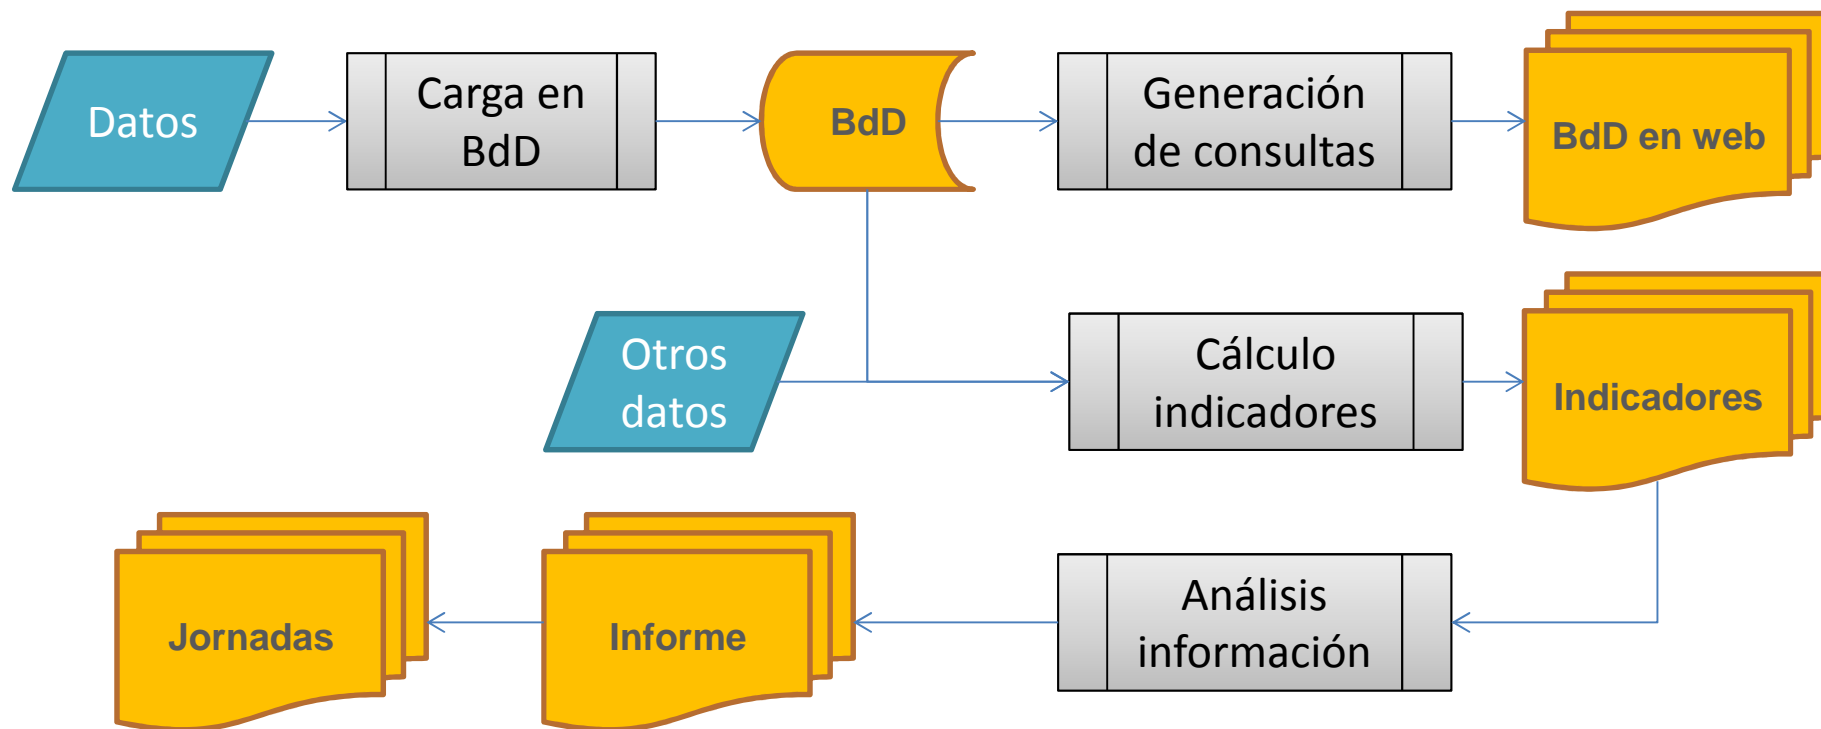 Datos
Carga en
BdD
BdD
Generación
de consultas
BdD en web
Otros
datos
Cálculo
indicadores
Indicadores
Jornadas
Informe
Análisis
información